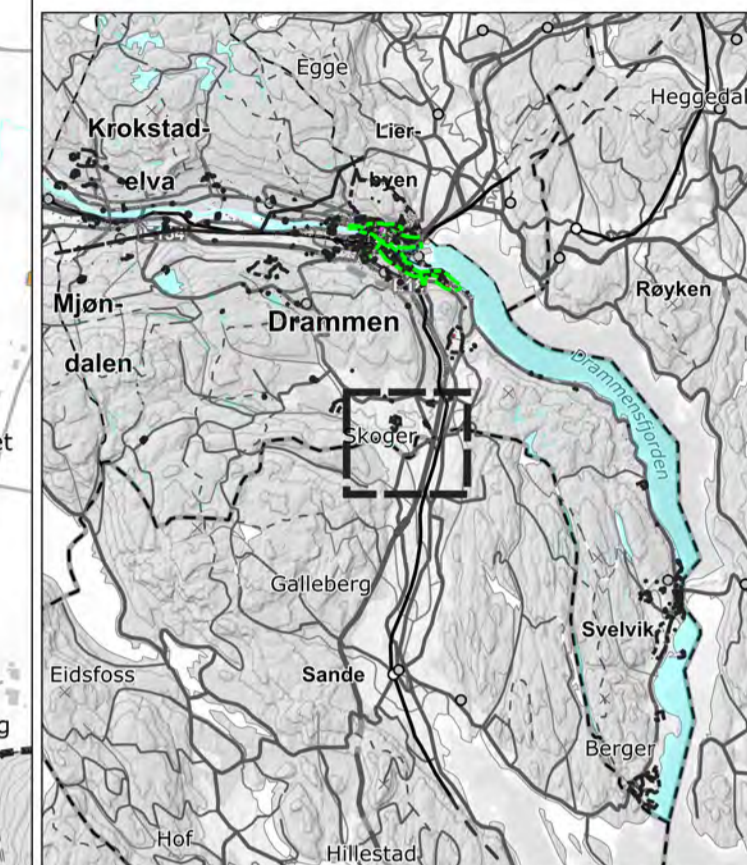 Egge
Heggedal
Krokstad-
elva
Lier-
byen
Røyken
Mjøn-
dalen
Drammen
Drammensfjorden
et
Skoger
Galleberg
Svelvik
Eidsfoss
Sande
g
Berger
Hof
Hillestad